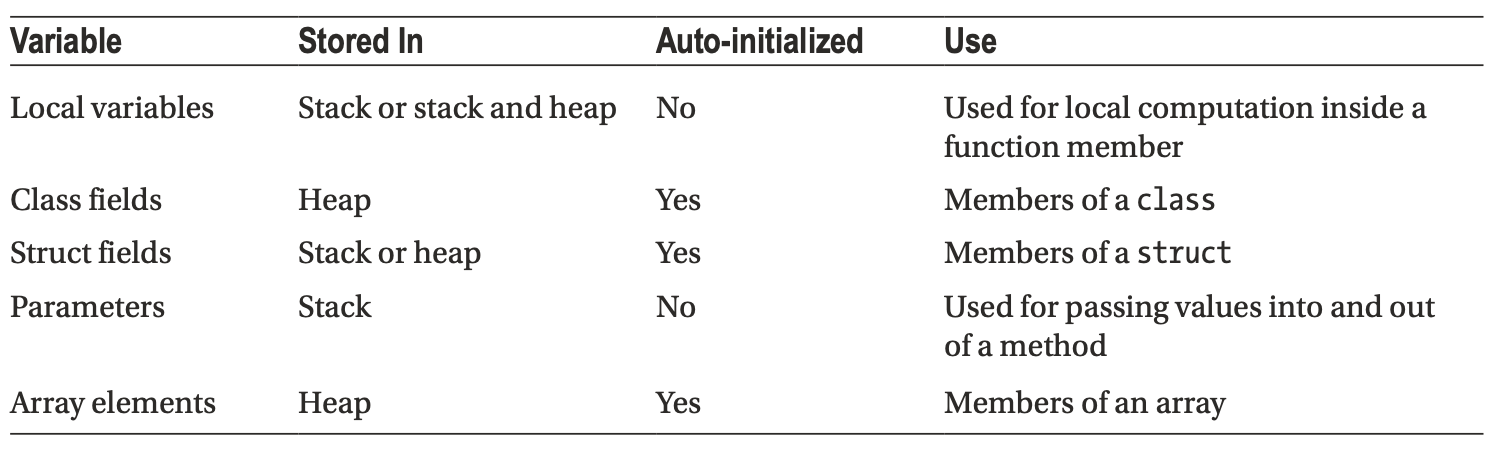 Variable Stored In Auto-initialized Use
Local variables Stack or stack and heap No Used for local computation inside a
function member
Class fields Heap Yes Members of a class
Struct fields Stack or heap Yes Members of a struct
Parameters Stack No Used for passing values into and out
of a method
Array elements Heap Yes Members of an array